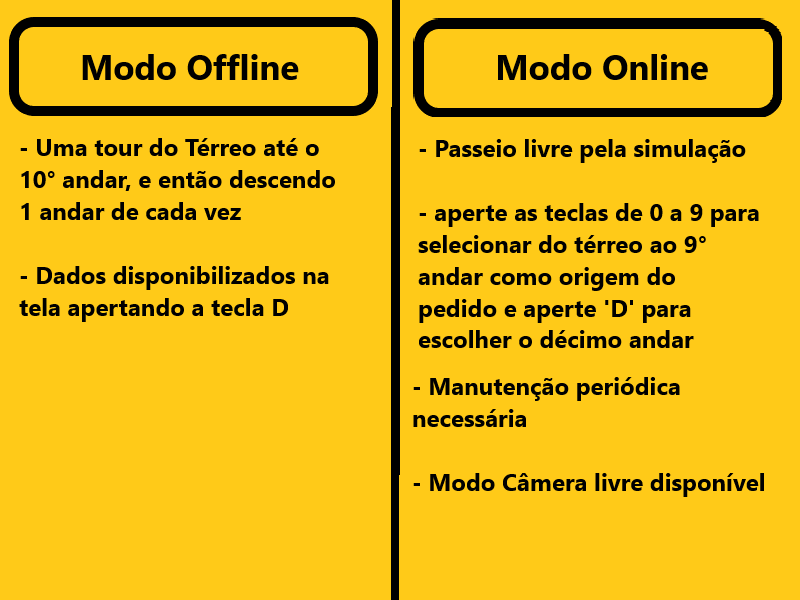 Modo Offline
- Uma tour do Térreo até o
10° andar, e então descendo
1 andar de cada vez
- Dados disponibilizados na
tela apertando a tecla D
Modo Online
- Passeio livre pela simulação
- aperte as teclas de 0 a 9 para
selecionar do térreo ao 9°
andar como origem do
pedido e aperte 'D' para
escolher o décimo andar
- Manutenção periódica
necessária
- Modo Câmera livre disponível